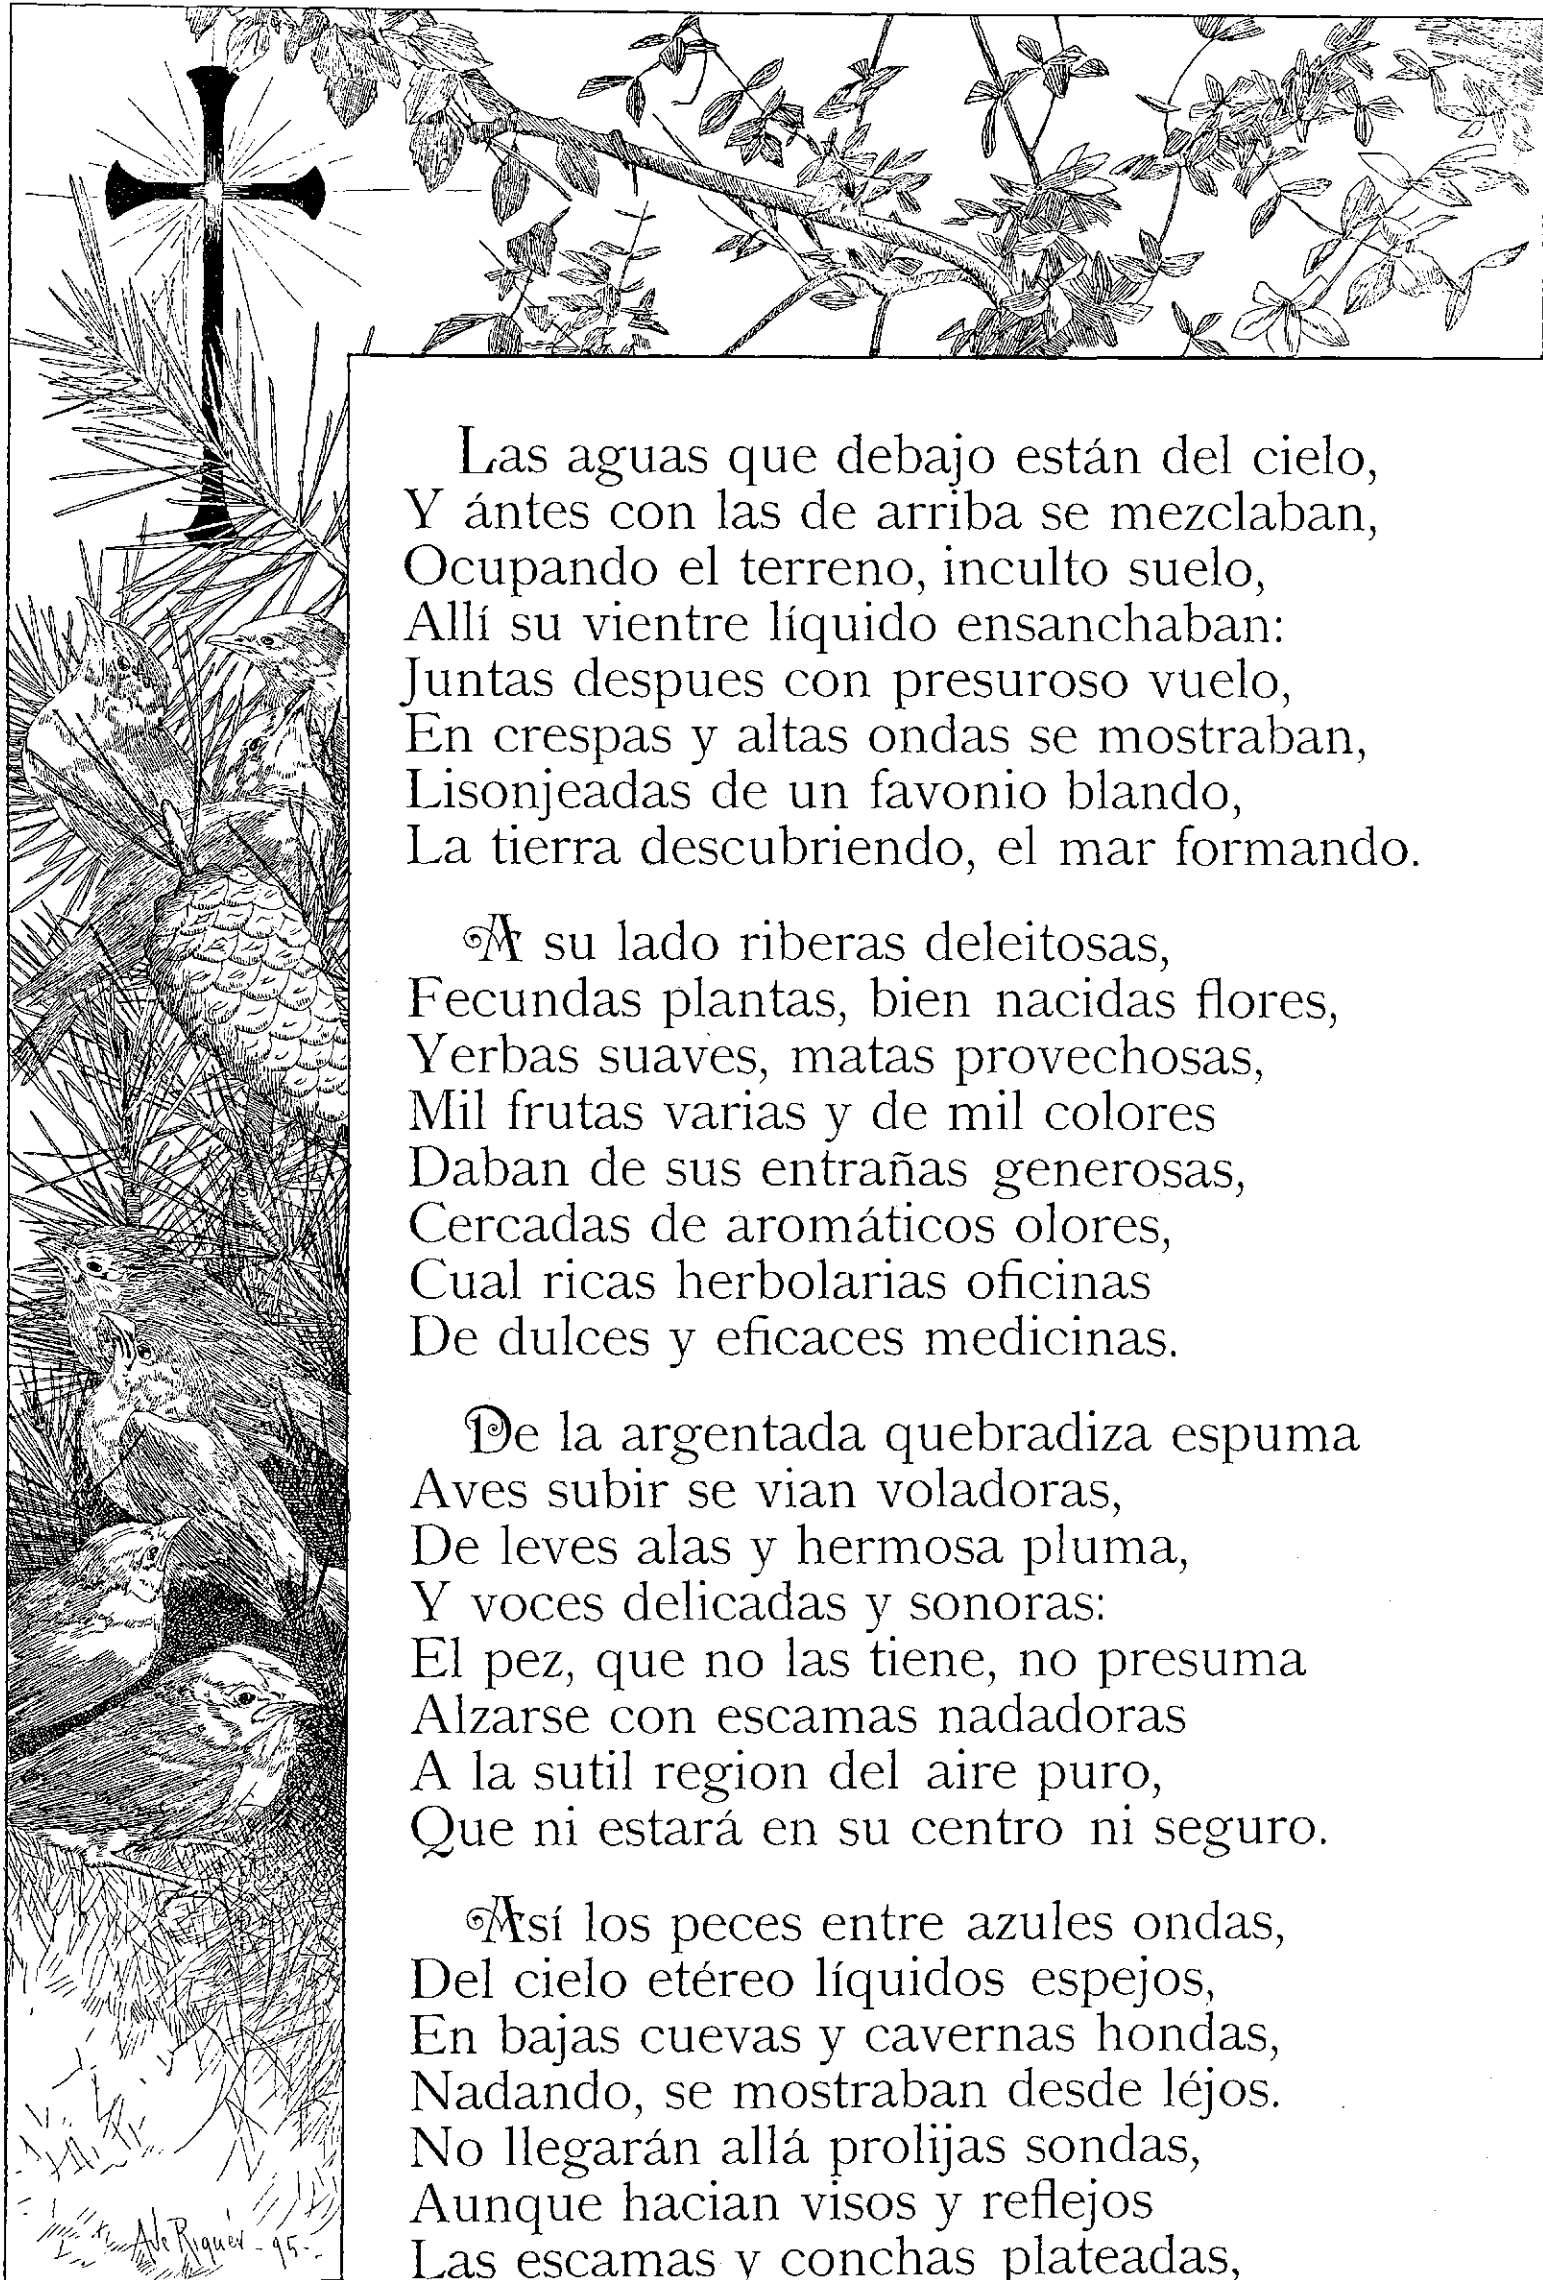 Las aguas que debajo están del cielo,
Y ántes con las de arriba se mezclaban,
Ocupando el terreno, inculto suelo,
Allí su vientre líquido ensanchaban:
Juntas despues con presuroso vuelo,
En crespas y altas ondas se mostraban,
Lisonjeadas de un favonio blando,
La tierra descubriendo, el mar formando.
A su lado riberas deleitosas,
Fecundas plantas, bien nacidas flores,
Yerbas suaves, matas provechosas,
Mil frutas varias y de mil colores
Daban de sus entrañas generosas,
Cercadas de aromáticos olores,
Cual ricas herbolarias oficinas
De dulces y eficaces medicinas.
De la argentada quebradiza espuma
Aves subir se vian voladoras,
De leves alas y hermosa pluma,
Y voces delicadas y sonoras:
El pez, que no las tiene, no presuma
Alzarse con escamas nadadoras
A la sutil region del aire puro,
Que ni estará en su centro ni seguro.
Así los peces entre azules ondas,
Del cielo etéreo líquidos espejos,
En bajas cuevas y cavernas hondas,
Nadando, se mostraban desde léjos.
No llegarán allá prolijas sondas,
Aunque hacian visos y reflejos
Las escamas y conchas plateadas,
A de Riquer - 95 -